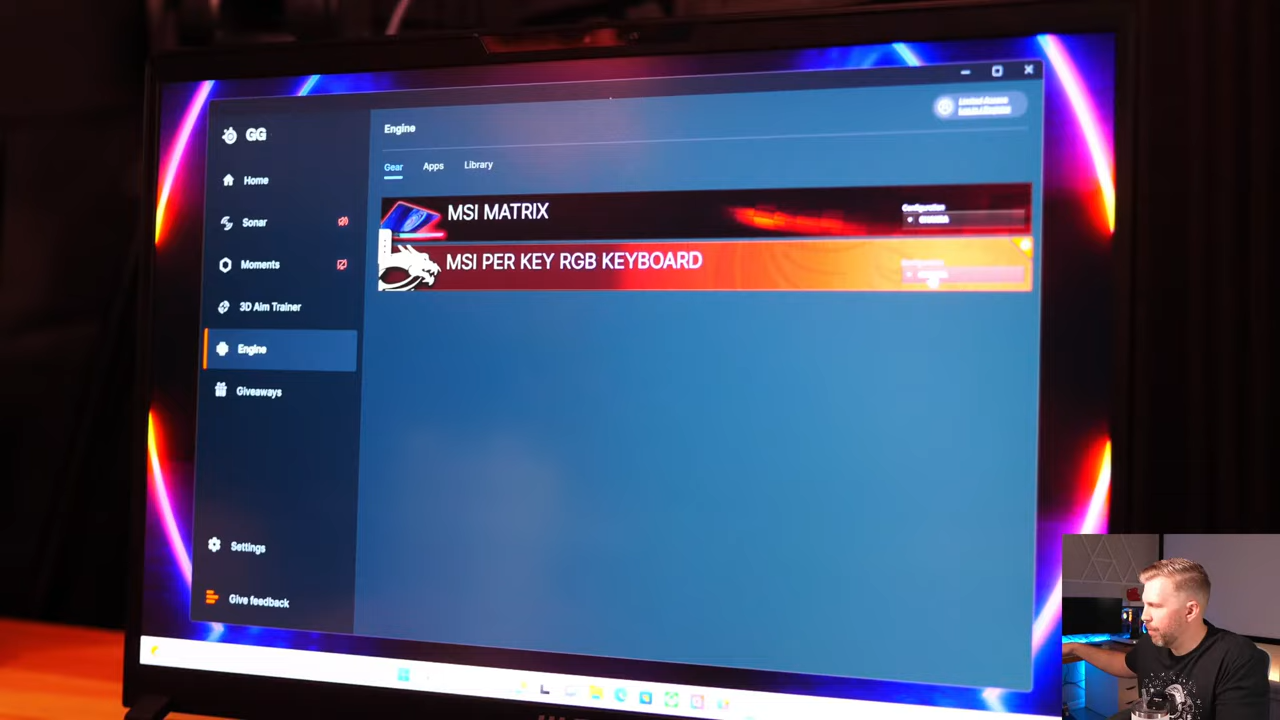 GG
Home
Sonar
Moments
3D Aim Trainer
Engine
Giveaways
Settings
Give feedback
Engine
Gear Apps Library
MSI MATRIX
Configuration
MSI PER KEY RGB KEYBOARD